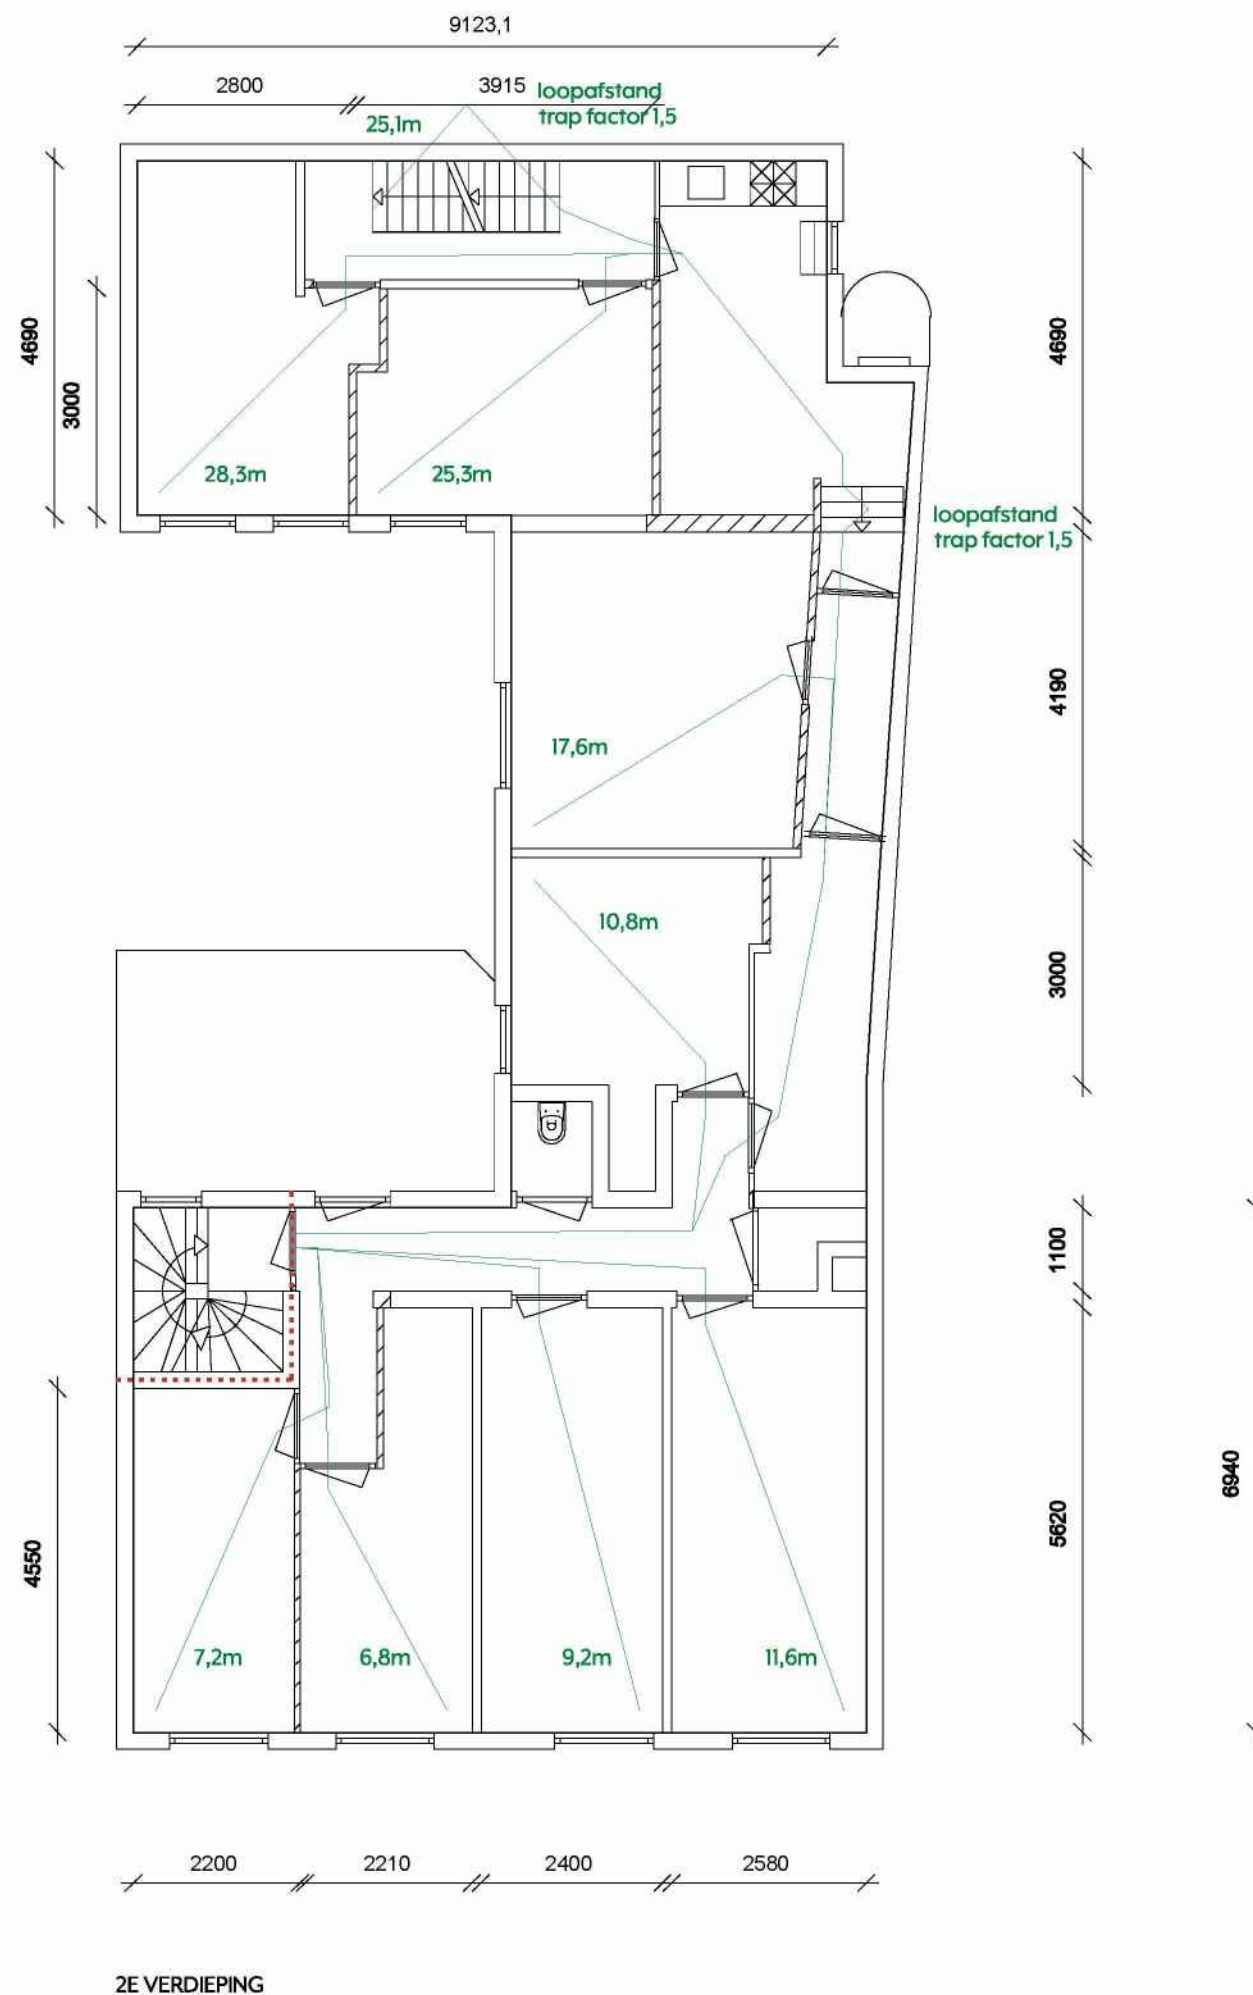 9123,1
2800
3915
loopafstand
trap factor 1,5
25,1m
4690
3000
4690
28,3m
25,3m
loopafstand
trap factor 1,5
4190
17,6m
10,8m
3000
1100
6940
5620
4550
7,2m
6,8m
9,2m
11,6m
2200
2210
2400
2580
2E VERDIEPING